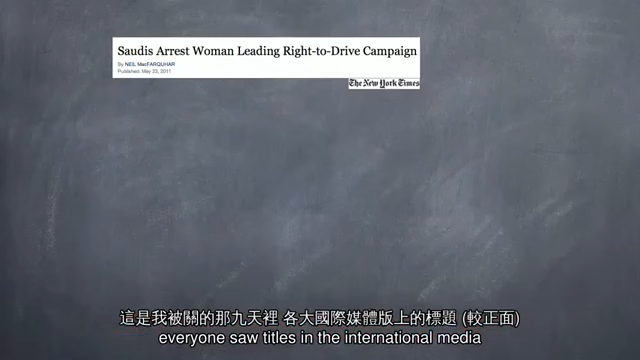 Saudis Arrest Woman Leading Right-to-Drive Campaign
By NEIL MacFARQUHAR
Published: May 23, 2011
The New York Times
這是我被關的那九天裡 各大國際媒體版上的標題 (較正面)
everyone saw titles in the international media